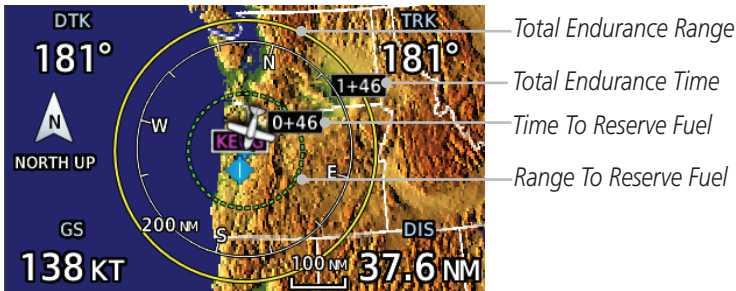 DTK
181°
TRK
181°
Total Endurance Range
N
1+46
Total Endurance Time
N
W
0+46
Time To Reserve Fuel
NORTH UP
E
Range To Reserve Fuel
200 NM
S
GS
138 KT
100 NM
DIS
37.6 NM